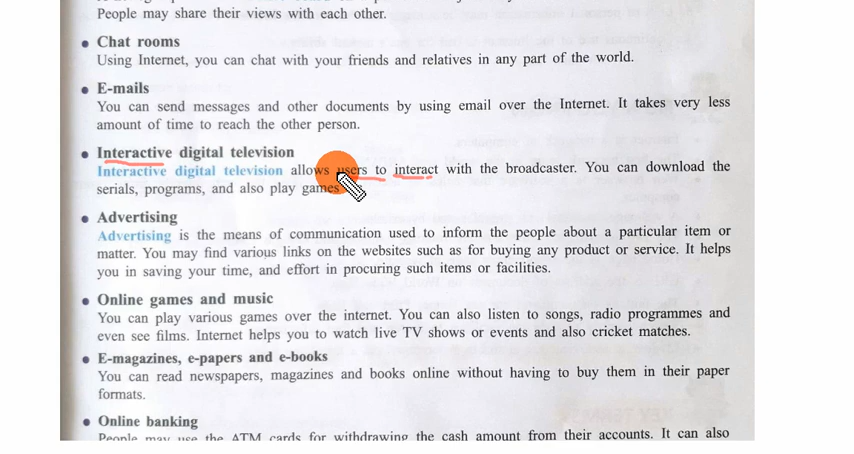 People may share their views with each other.
• Chat rooms
Using Internet, you can chat with your friends and relatives in any part of the world.
• E-mails
You can send messages and other documents by using email over the Internet. It takes very less
amount of time to reach the other person.
• Interactive digital television
Interactive digital television allows users to interact with the broadcaster. You can download the
serials, programs, and also play games
• Advertising
Advertising is the means of communication used to inform the people about a particular item or
matter. You may find various links on the websites such as for buying any product or service. It helps
you in saving your time, and effort in procuring such items or facilities.
• Online games and music
You can play various games over the internet. You can also listen to songs, radio programmes and
even see films. Internet helps you to watch live TV shows or events and also cricket matches.
• E-magazines, e-papers and e-books
You can read newspapers, magazines and books online without having to buy them in their paper
formats.
• Online banking
People may use the ATM cards for withdrawing the cash amount from their accounts. It can also